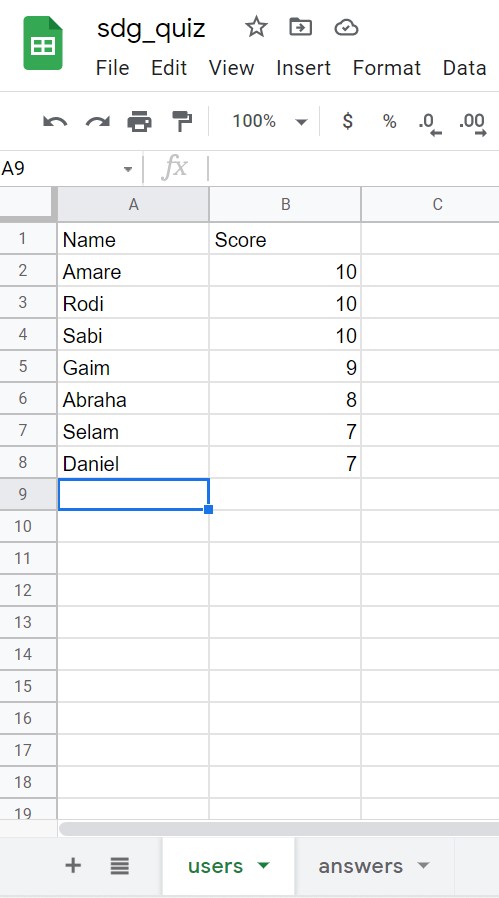 sdg_quiz
File Edit View Insert Format Data
100% $ % .0 .00
A9 fx
A B C
1 Name Score
2 Amare 10
3 Rodi 10
4 Sabi 10
5 Gaim 9
6 Abraha 8
7 Selam 7
8 Daniel 7
9
10
11
12
13
14
15
16
17
18
19
users answers